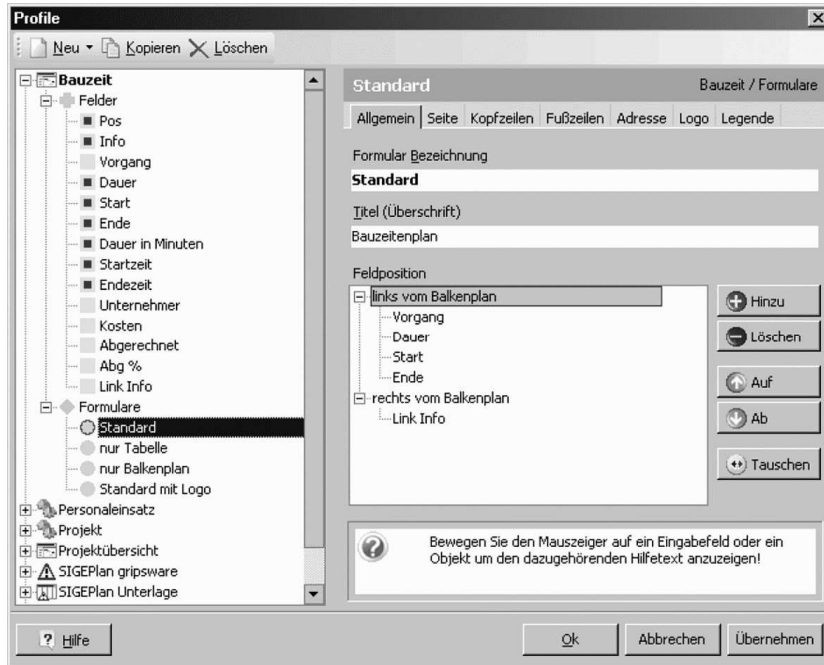 Profile
Neu Kopieren Löschen
Bauzeit
Felder
Pos
Info
Vorgang
Dauer
Start
Ende
Dauer in Minuten
Startzeit
Endezeit
Unternehmer
Kosten
Abgerechnet
Abg %
Link Info
Formulare
Standard
nur Tabelle
nur Balkenplan
Standard mit Logo
Personaleinsatz
Projekt
Projektübersicht
SIGEPlan gripsware
SIGEPlan Unterlage
Standard Bauzeit / Formulare
Allgemein Seite Kopfzeilen Fußzeilen Adresse Logo Legende
Formular Bezeichnung
Standard
Titel (Überschrift)
Bauzeitenplan
Feldposition
links vom Balkenplan
Vorgang
Dauer
Start
Ende
rechts vom Balkenplan
Link Info
Hinzu
Löschen
Auf
Ab
Tauschen
Bewegen Sie den Mauszeiger auf ein Eingabefeld oder ein
Objekt um den dazugehörenden Hilfetext anzuzeigen!
? Hilfe Ok Abbrechen Übernehmen